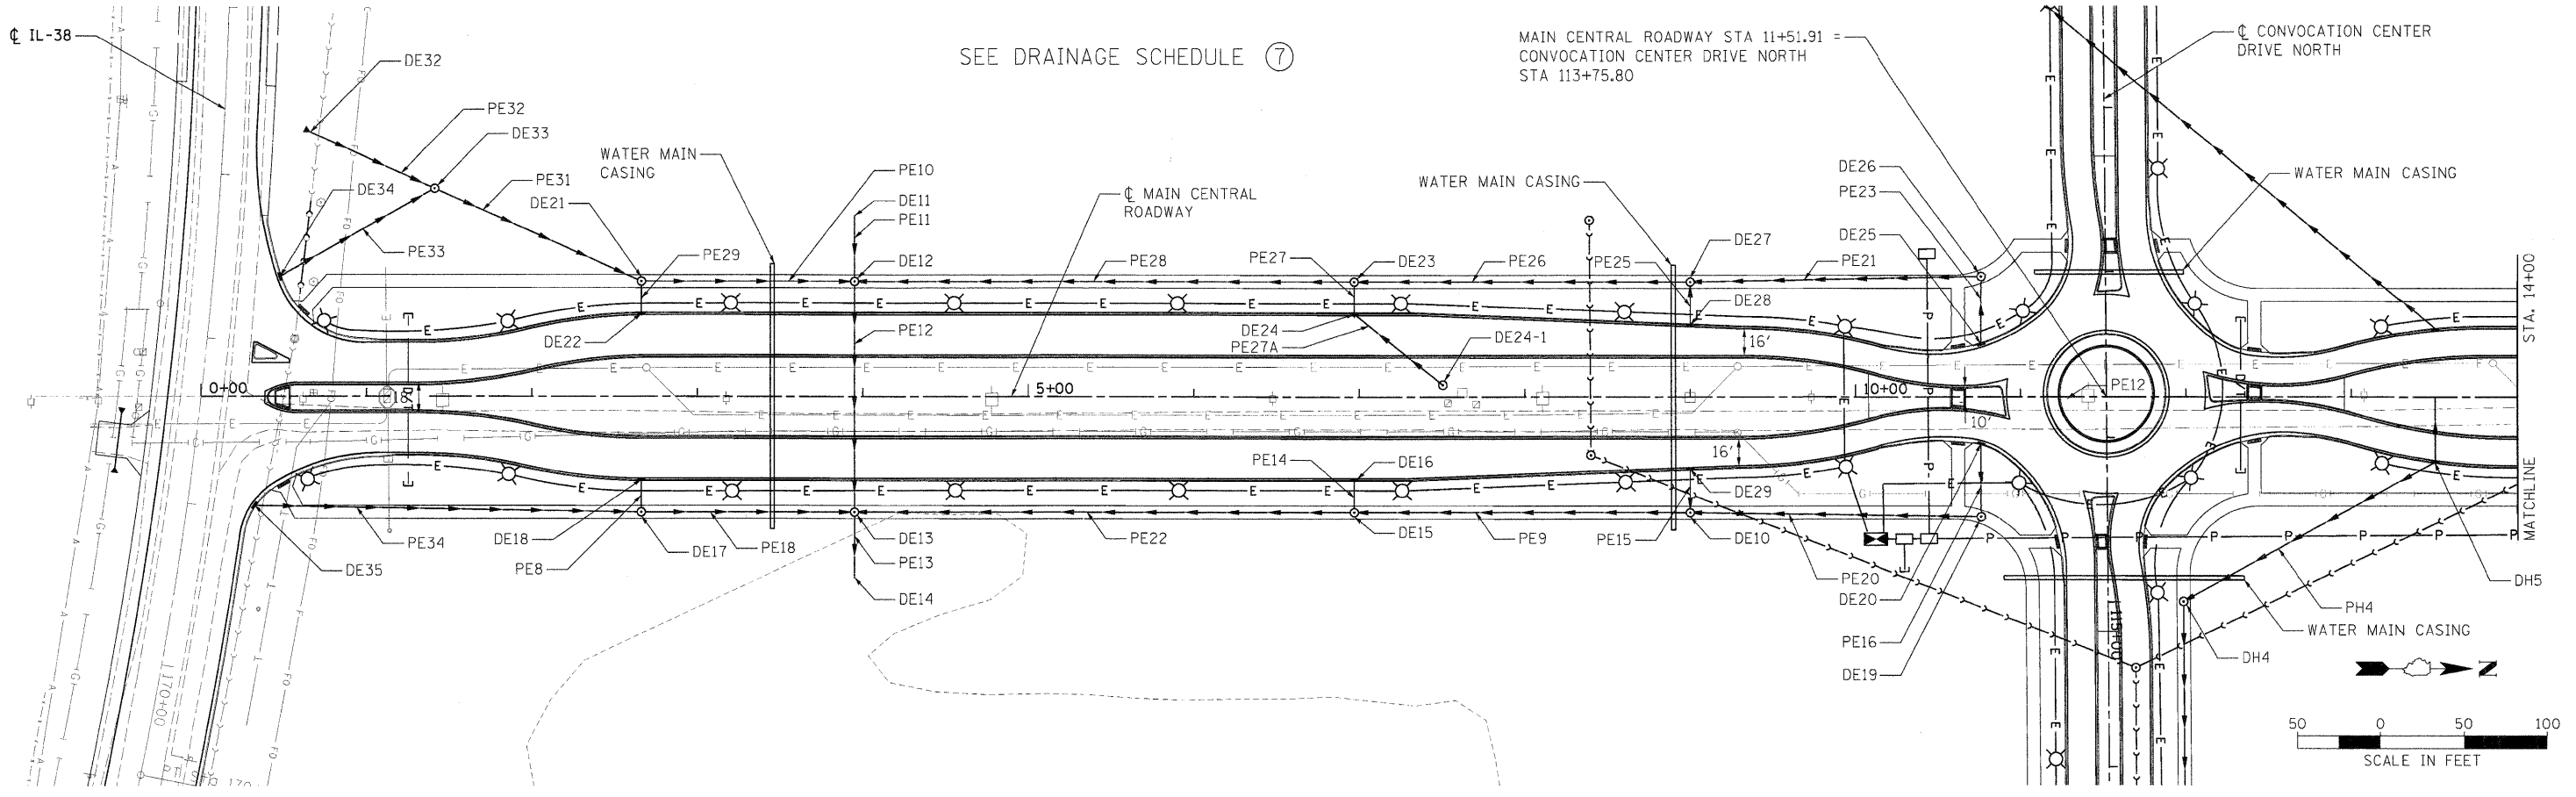 ℄ IL-38
DE32
SEE DRAINAGE SCHEDULE 7
MAIN CENTRAL ROADWAY STA 11+51.91 =
CONVOCATION CENTER DRIVE NORTH
STA 113+75.80
℄ CONVOCATION CENTER
DRIVE NORTH
PE32
DE33
WATER MAIN
CASING
DE34
PE31
DE21
PE33
PE29
PE10
DE11
PE11
DE12
℄ MAIN CENTRAL
ROADWAY
PE28
PE27
DE23
WATER MAIN CASING
PE26
PE25
DE27
DE26
PE23
DE25
PE21
WATER MAIN CASING
STA. 14+00
DE22
PE12
DE24
PE27A
DE24-1
DE28
16'
0+00
18'
5+00
10+00
10'
PE12
PE14
DE16
16'
DE29
PE34
DE35
DE18
PE8
DE17
PE18
DE13
PE13
DE14
PE22
DE15
PE9
PE15
DE10
PE20
DE20
PE16
DE19
115+00
MATCHLINE
DH5
PH4
WATER MAIN CASING
DH4
170+00
N
50 0 50 100
SCALE IN FEET